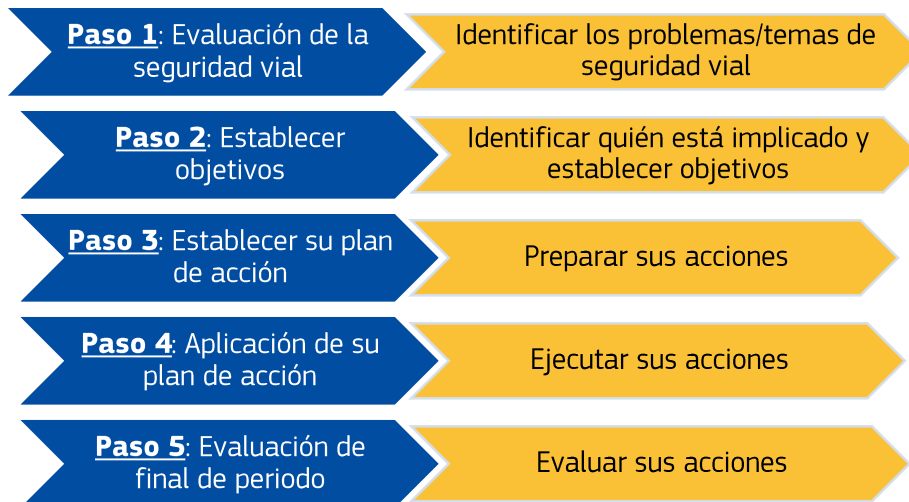 Paso 1: Evaluación de la
seguridad vial
Identificar los problemas/temas de
seguridad vial
Paso 2: Establecer
objetivos
Identificar quién está implicado y
establecer objetivos
Paso 3: Establecer su plan
de acción
Preparar sus acciones
Paso 4: Aplicación de su
plan de acción
Ejecutar sus acciones
Paso 5: Evaluación de
final de periodo
Evaluar sus acciones